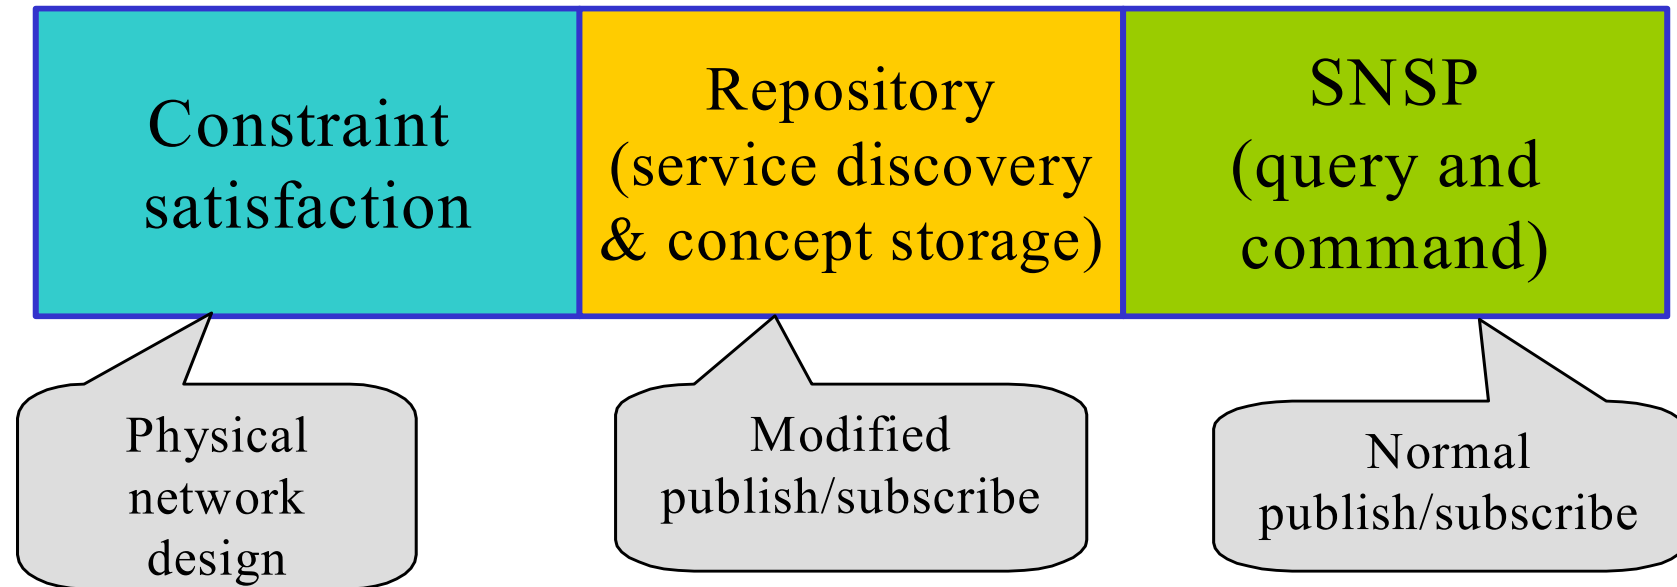 Constraint
satisfaction
Repository
(service discovery
& concept storage)
SNSP
(query and
command)
Physical
network
design
Modified
publish/subscribe
Normal
publish/subscribe